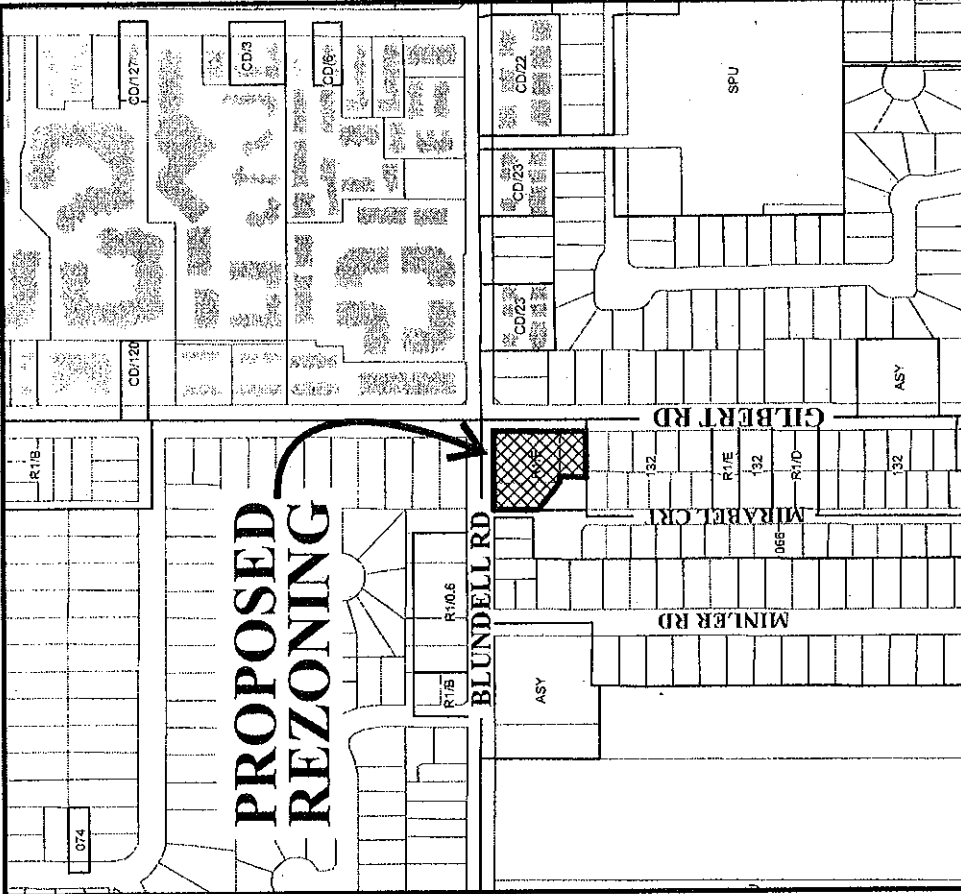 CD/127
CD/3
CD/6
CD/22
SPU
CD/23
CD/120
CD/23
R1/B
ASY
GILBERT RD
PROPOSED
REZONING
132
R1/E
132
R1/D
132
MIRABEL CRT
066
R1/0.6
BLUNDELL RD
MINLER RD
R1/B
ASY
074